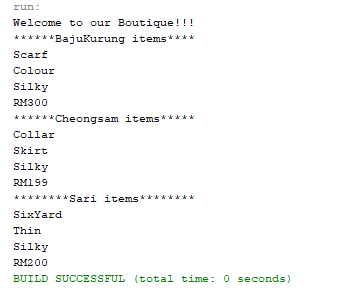 run:
Welcome to our Boutique!!!
******BajuKurung items****
Scarf
Colour
Silky
RM300
******Cheongsam items*****
Collar
Skirt
Silky
RM199
********Sari items********
SixYard
Thin
Silky
RM200
BUILD SUCCESSFUL (total time: 0 seconds)